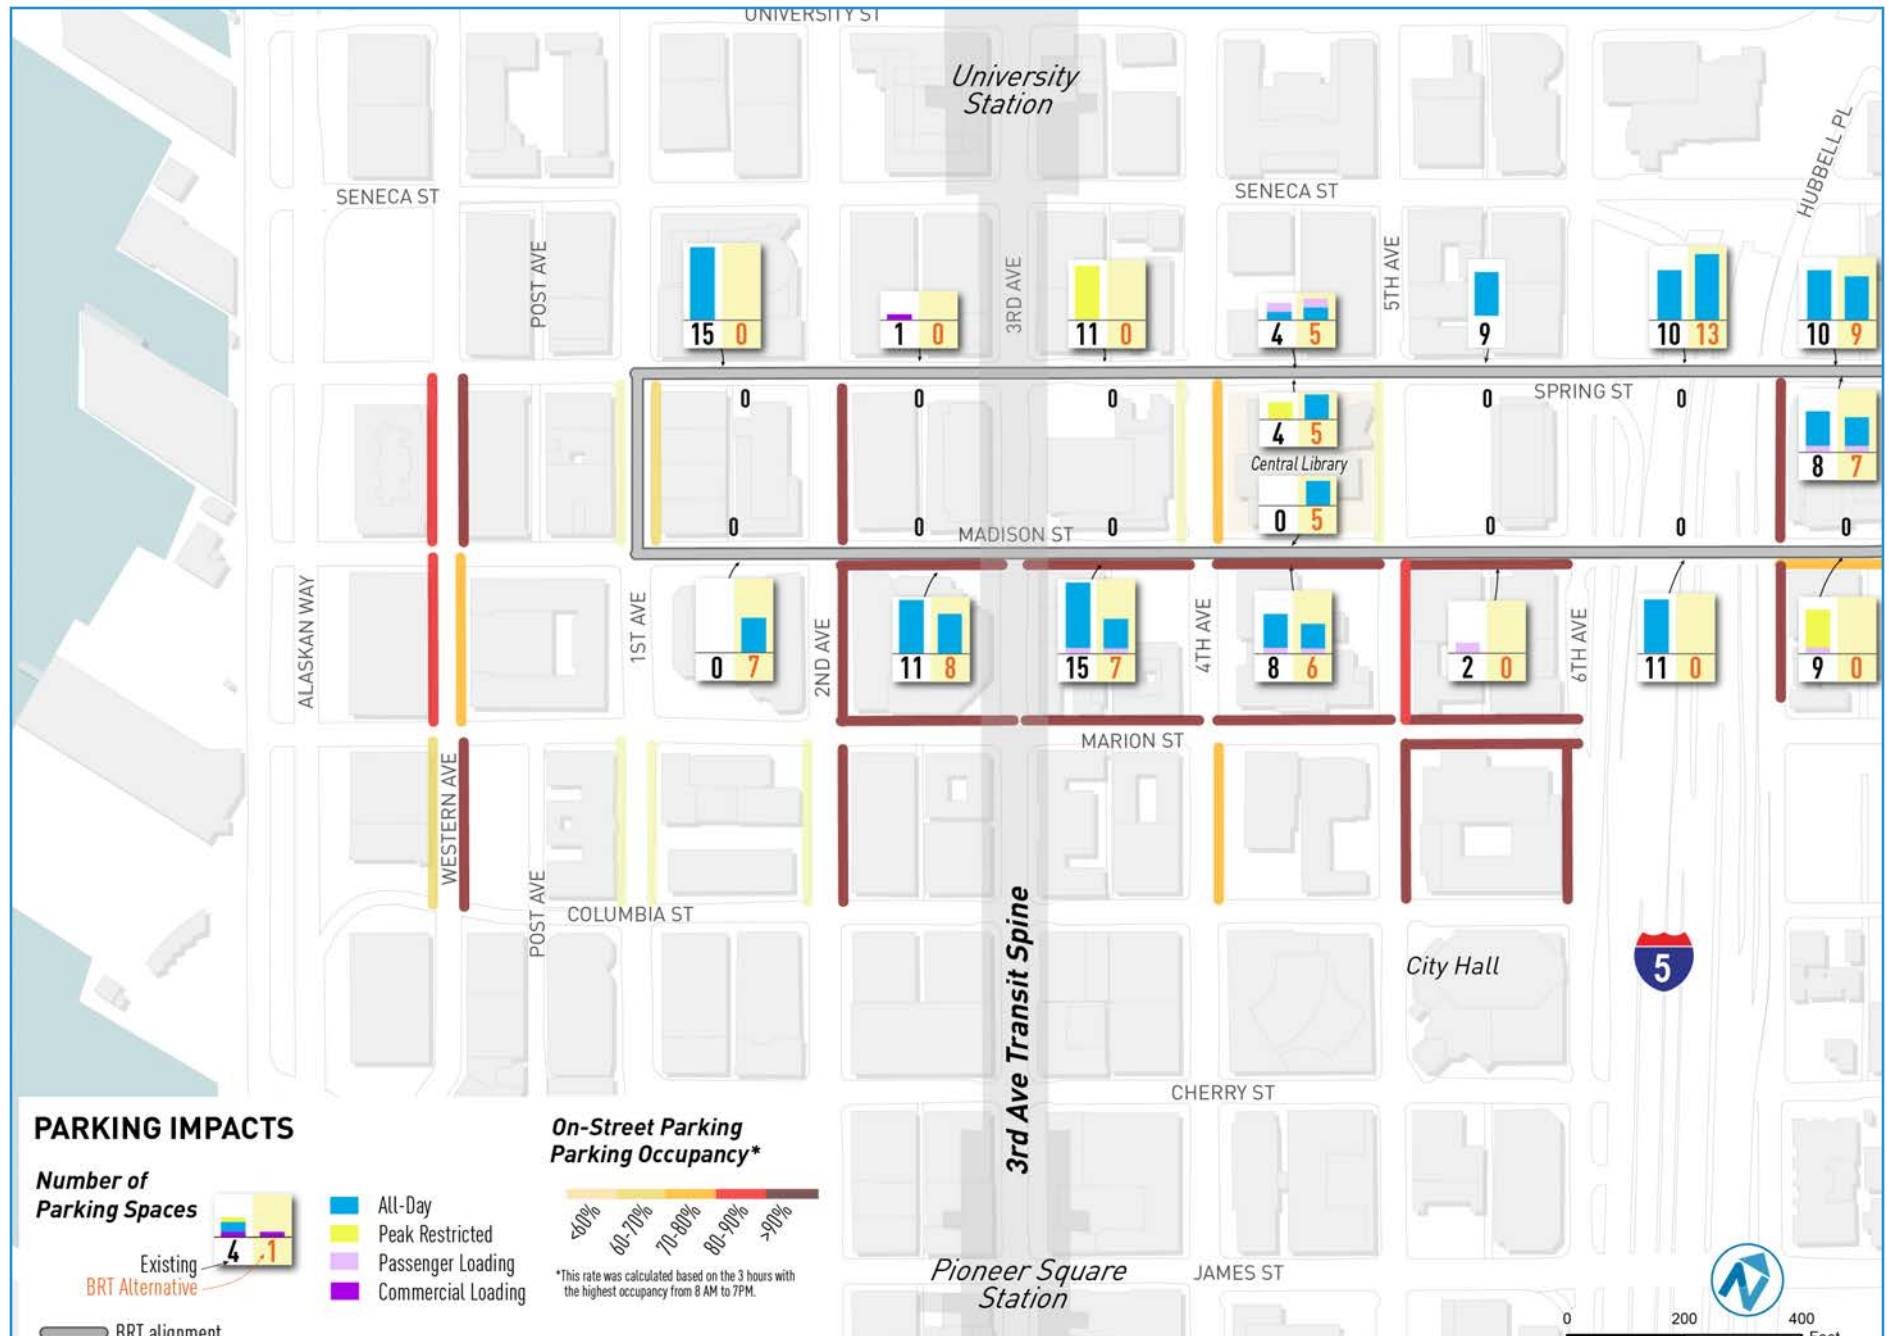 UNIVERSITY ST
University
Station
HUBBELL PL
SENECA ST
SENECA ST
POST AVE
3RD AVE
5TH AVE
15 0
1 0
11 0
4 5
9
10 13
10 9
SPRING ST
0
0
0
0
0
4 5
Central Library
0 5
8 7
0
0
0
0
0
0
MADISON ST
ALASKAN WAY
1ST AVE
2ND AVE
4TH AVE
6TH AVE
0 7
11 8
15 7
8 6
2 0
11 0
9 0
MARION ST
WESTERN AVE
POST AVE
COLUMBIA ST
3rd Ave Transit Spine
City Hall
5
CHERRY ST
PARKING IMPACTS
Number of
Parking Spaces
4 1
Existing
BRT Alternative
All-Day
Peak Restricted
Passenger Loading
Commercial Loading
On-Street Parking
Parking Occupancy*
<60%
60-70%
70-80%
80-90%
>90%
*This rate was calculated based on the 3 hours with
the highest occupancy from 8 AM to 7PM.
Pioneer Square
Station
JAMES ST
N
0 200 400
Feet
BRT alignment